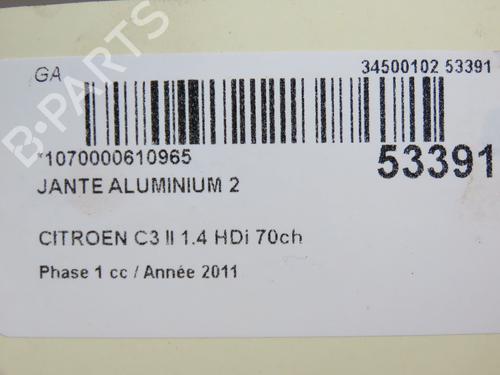 GA 34500102 53391
*1070000610965
53391
JANTE ALUMINIUM 2
CITROEN C3 II 1.4 HDi 70ch
Phase 1 cc / Année 2011
B-PARTS